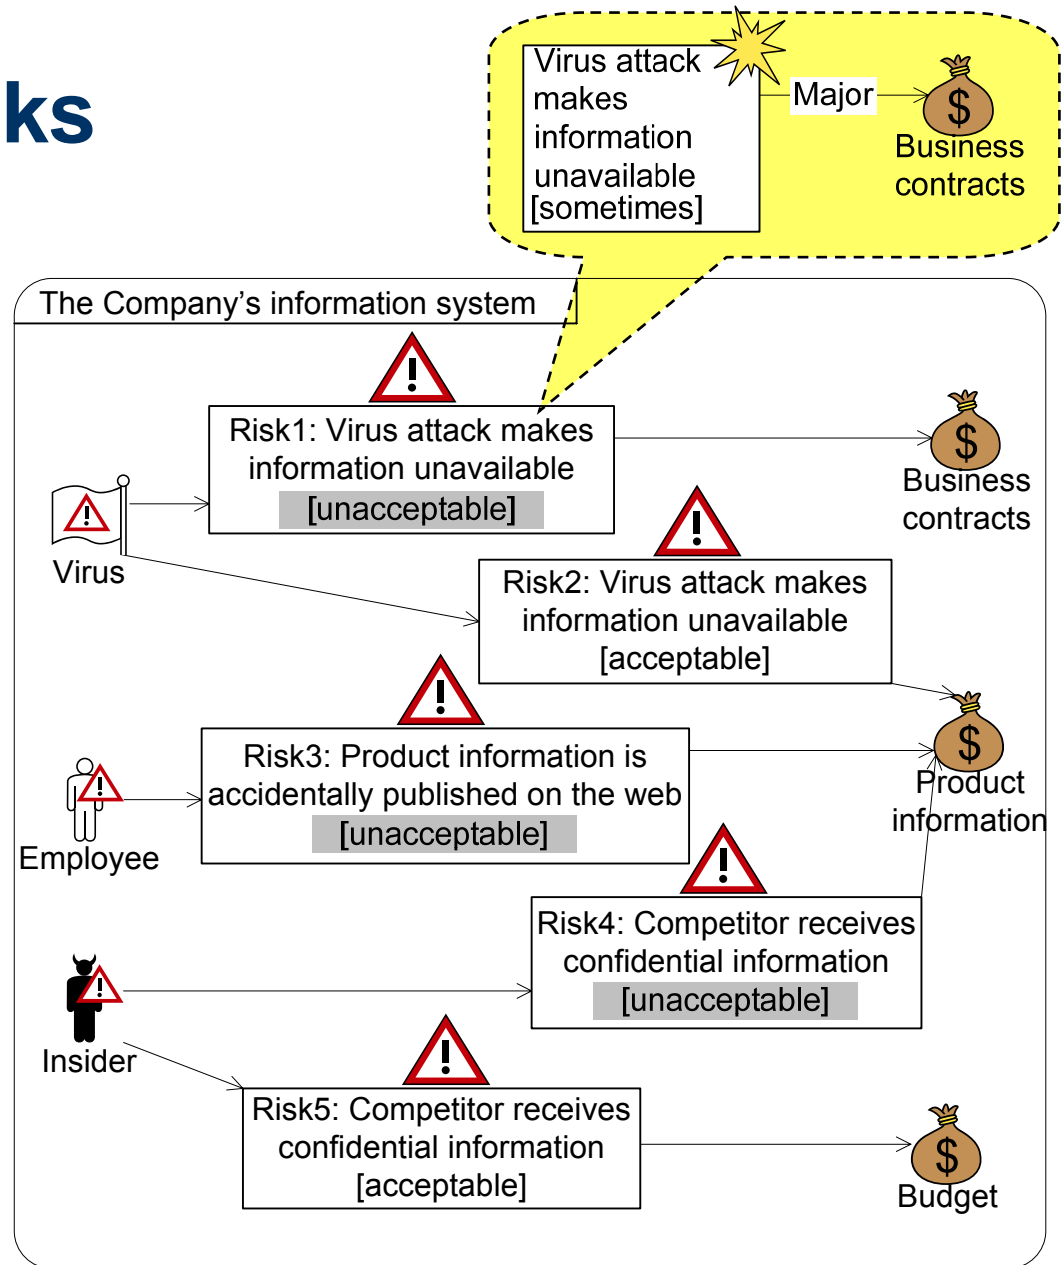 ks
Virus attack
makes
information
unavailable
[sometimes]
Major
$
Business
contracts
The Company’s information system
!
Risk1: Virus attack makes
information unavailable
[unacceptable]
$
Business
contracts
!
Virus
!
Risk2: Virus attack makes
information unavailable
[acceptable]
!
Risk3: Product information is
accidentally published on the web
[unacceptable]
$
Product
information
!
Employee
!
Risk4: Competitor receives
confidential information
[unacceptable]
!
Insider
!
Risk5: Competitor receives
confidential information
[acceptable]
$
Budget